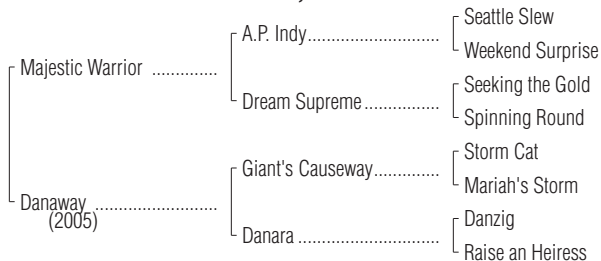 Seattle Slew
A.P. Indy
Weekend Surprise
Majestic Warrior
Seeking the Gold
Dream Supreme
Spinning Round
Storm Cat
Giant's Causeway
Mariah's Storm
Danaway
(2005)
Danzig
Danara
Raise an Heiress